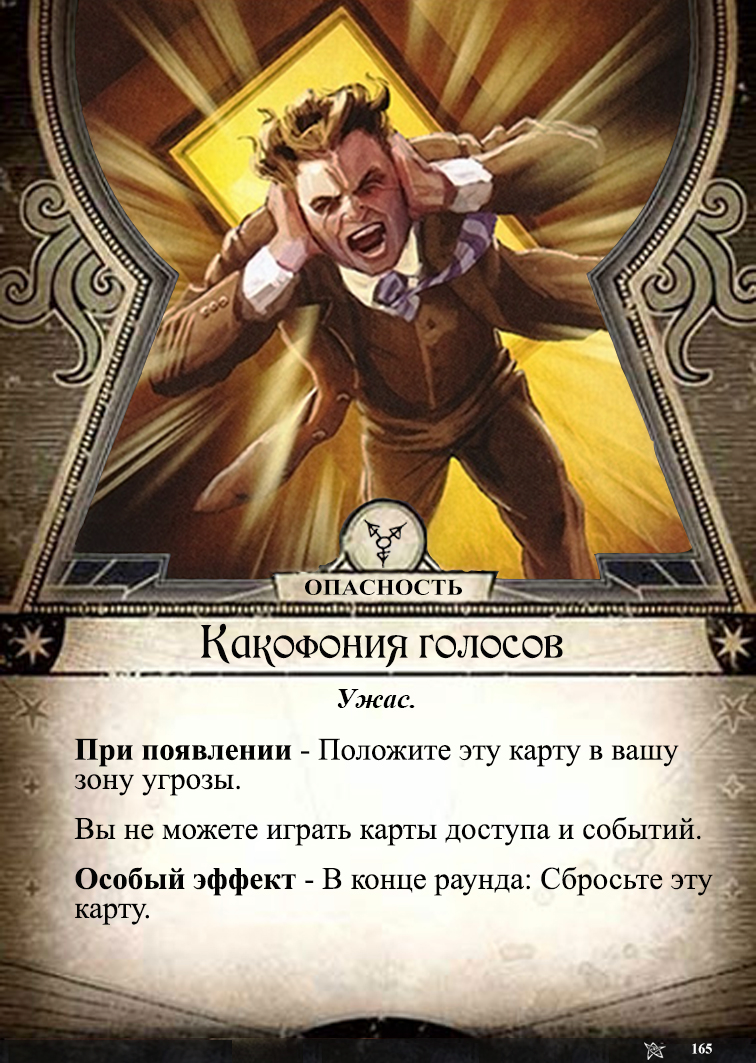 ОПАСНОСТЬ
Какофония голосов
Ужас.
При появлении - Положите эту карту в вашу
зону угрозы.
Вы не можете играть карты доступа и событий.
Особый эффект - В конце раунда: Сбросьте эту
карту.
165